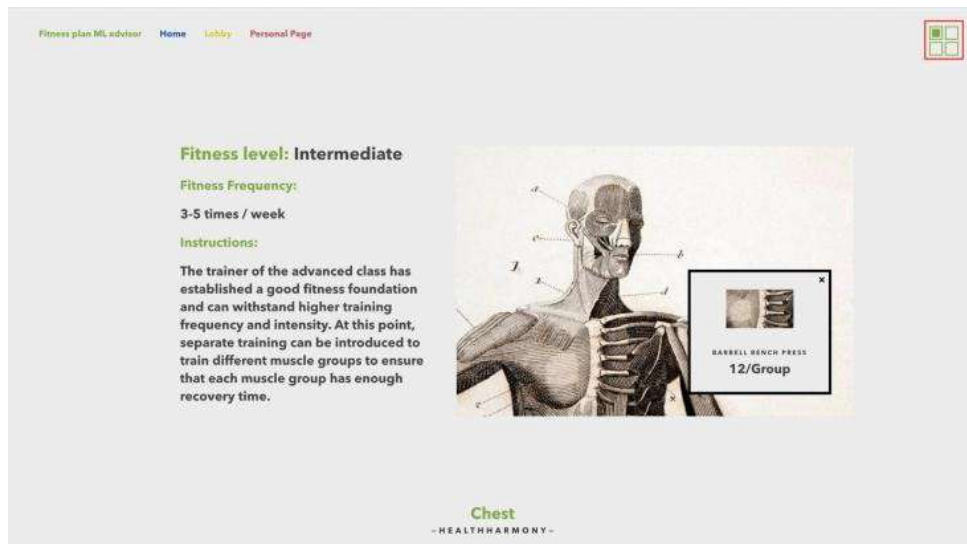 Fitness plan ML advisor Home Lobby Personal Page
Fitness level: Intermediate
Fitness Frequency:
3-5 times / week
Instructions:
The trainer of the advanced class has
established a good fitness foundation
and can withstand higher training
frequency and intensity. At this point,
separate training can be introduced to
train different muscle groups to ensure
that each muscle group has enough
recovery time.
a
b
d
BARBELL BENCH PRESS
12/Group
Chest
–HEALTHHARMONY–